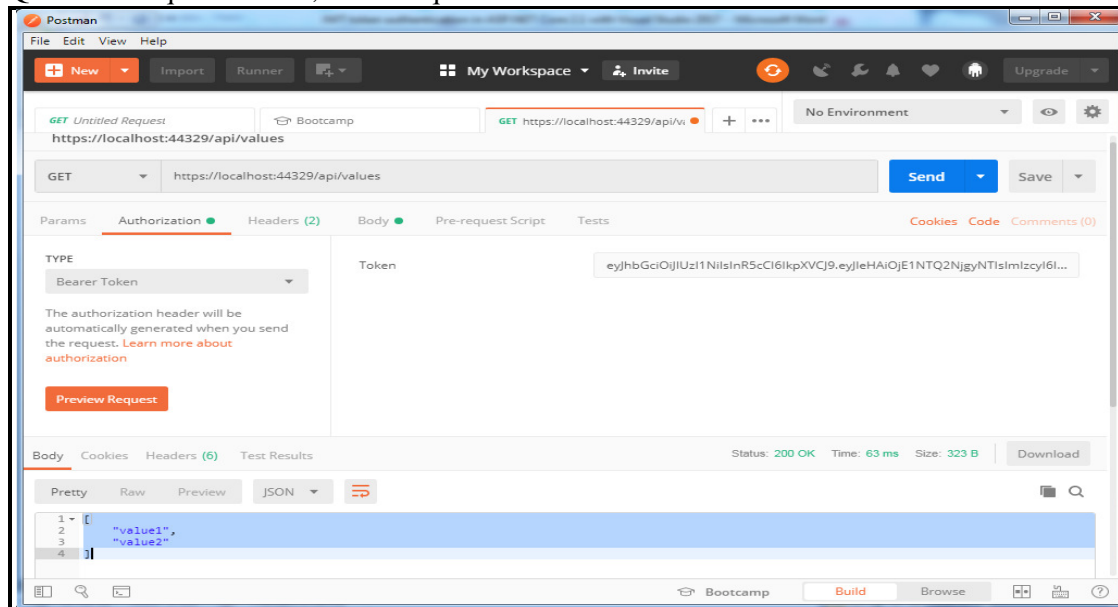 Postman
File Edit View Help
New Import Runner My Workspace Invite Upgrade
GET Untitled Request Bootcamp GET https://localhost:44329/api/va No Environment
https://localhost:44329/api/values
GET https://localhost:44329/api/values Send Save
Params Authorization Headers (2) Body Pre-request Script Tests Cookies Code Comments (0)
TYPE
Bearer Token
Token
The authorization header will be
automatically generated when you send
the request. Learn more about
authorization
Preview Request
Body Cookies Headers (6) Test Results Status: 200 OK Time: 63 ms Size: 323 B Download
Pretty Raw Preview JSON
1 [
2 "value1",
3 "value2"
4 ]
Bootcamp Build Browse